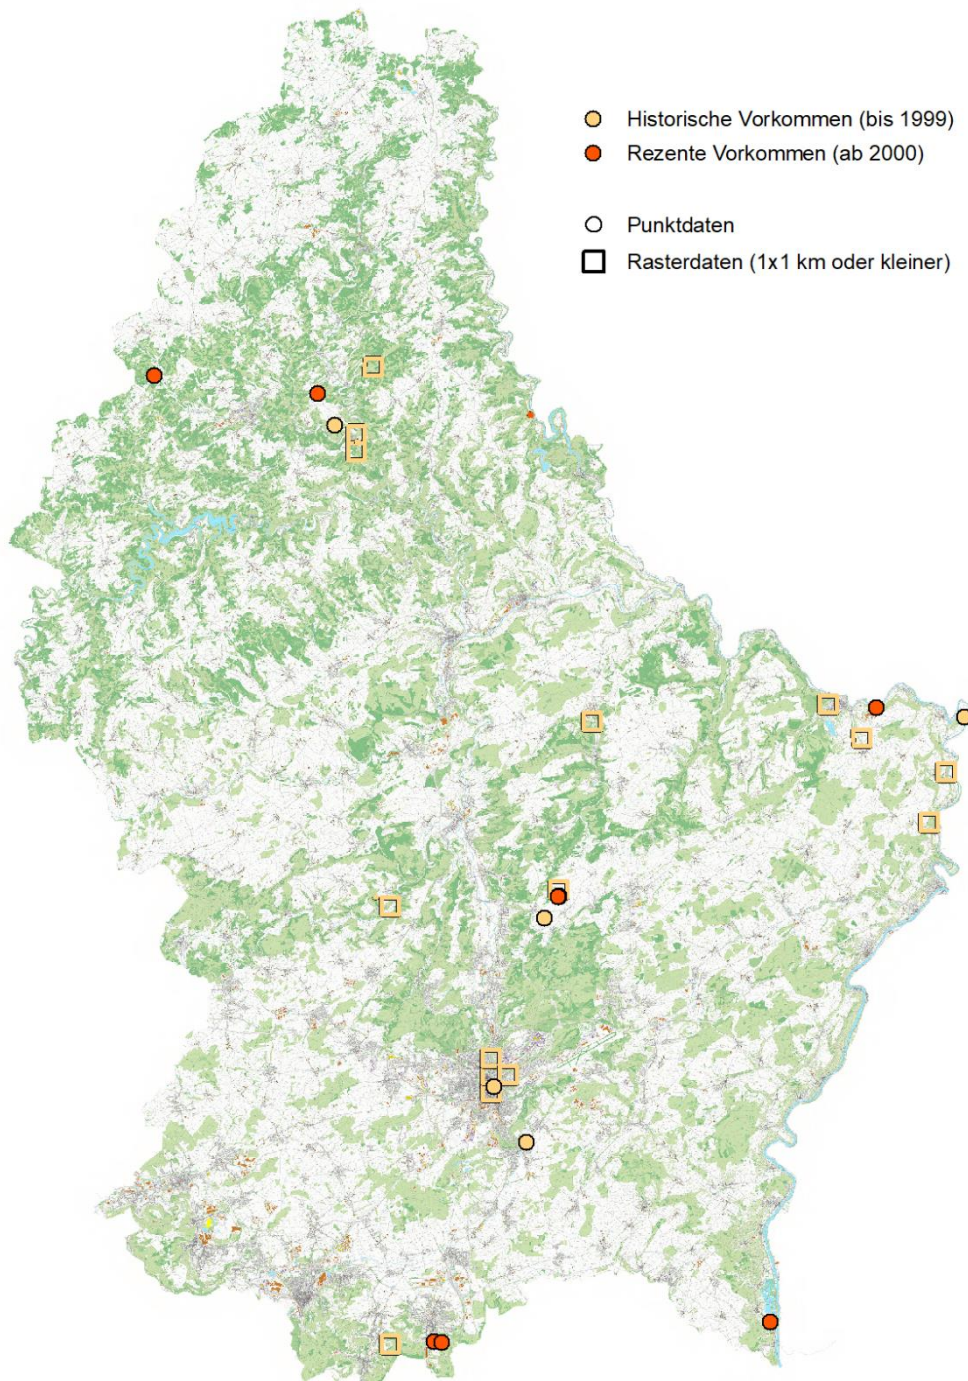 Historische Vorkommen (bis 1999)
Rezente Vorkommen (ab 2000)
Punktdaten
Rasterdaten (1x1 km oder kleiner)